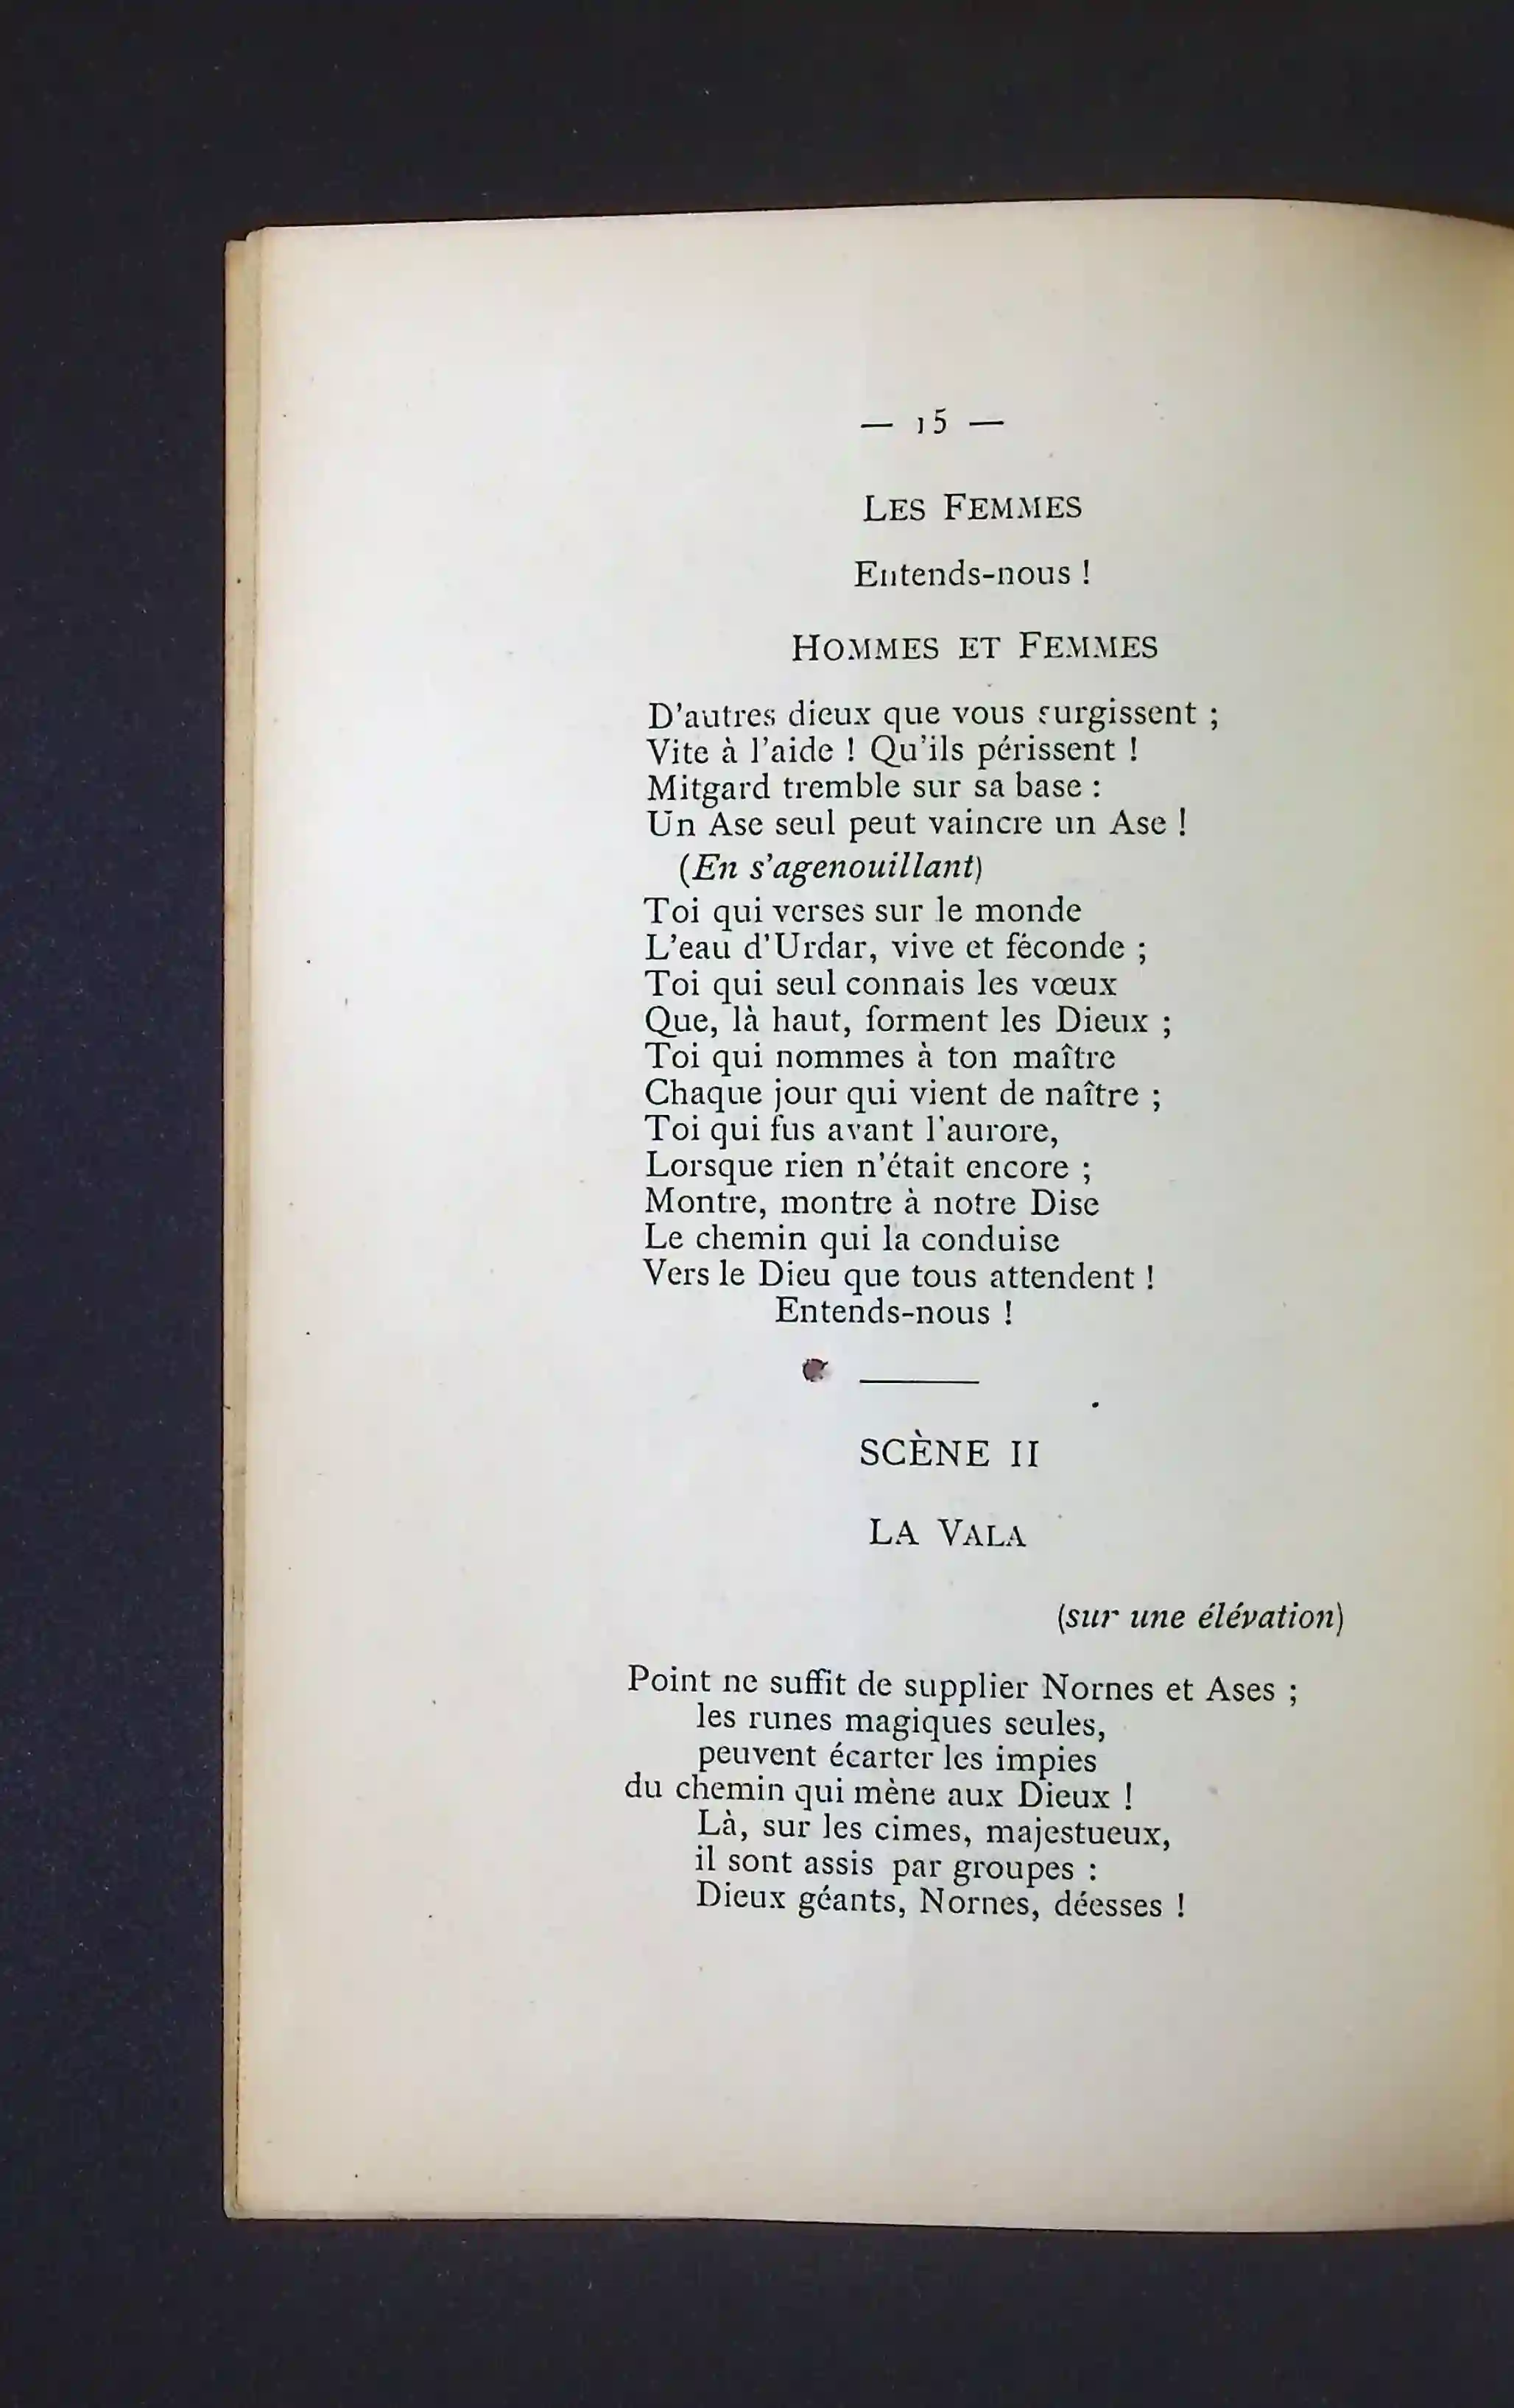 — 15 —
LES FEMMES
Entends-nous !
HOMMES ET FEMMES
D'autres dieux que vous surgissent ;
Vite à l'aide ! Qu'ils périssent !
Mitgard tremble sur sa base :
Un Ase seul peut vaincre un Ase !
(En s'agenouillant)
Toi qui verses sur le monde
L'eau d'Urdar, vive et féconde ;
Toi qui seul connais les vœux
Que, là haut, forment les Dieux ;
Toi qui nommes à ton maître
Chaque jour qui vient de naître ;
Toi qui fus avant l'aurore,
Lorsque rien n'était encore ;
Montre, montre à notre Dise
Le chemin qui la conduise
Vers le Dieu que tous attendent !
Entends-nous !
SCÈNE II
LA VALA
(sur une élévation)
Point ne suffit de supplier Nornes et Ases ;
les runes magiques seules,
peuvent écarter les impies
du chemin qui mène aux Dieux !
Là, sur les cimes, majestueux,
il sont assis par groupes :
Dieux géants, Nornes, déesses !